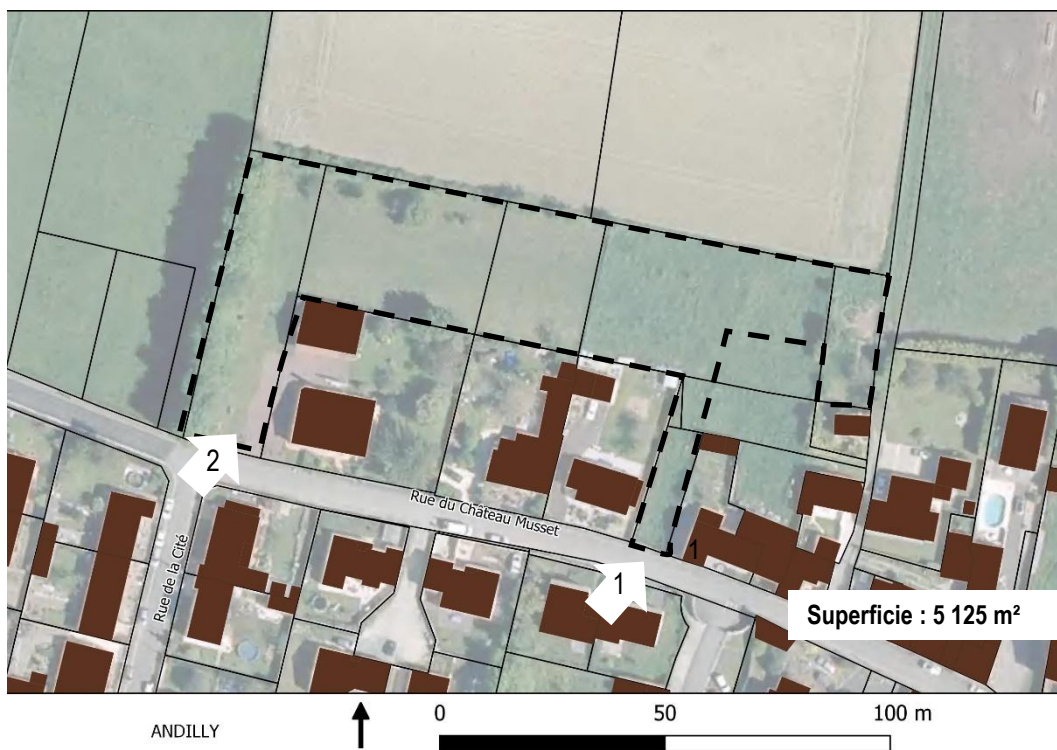 2
Rue du Château Musset
Rue de la Cité
1
1
Superficie : 5 125 m²
ANDILLY
0 50 100 m